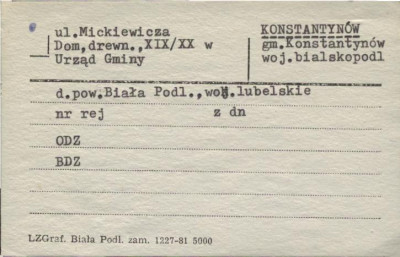 ul.Mickiewicza
Dom,drewn.,XIX/XX w
Urząd Gminy
KONSTANTYNÓW
gm.Konstantynów
woj.bialskopodl
d.pow.Biała Podl.,woj.lubelskie
nr rej z dn
ODZ
BDZ
LZGraf. Biała Podl. zam. 1227-81 5000